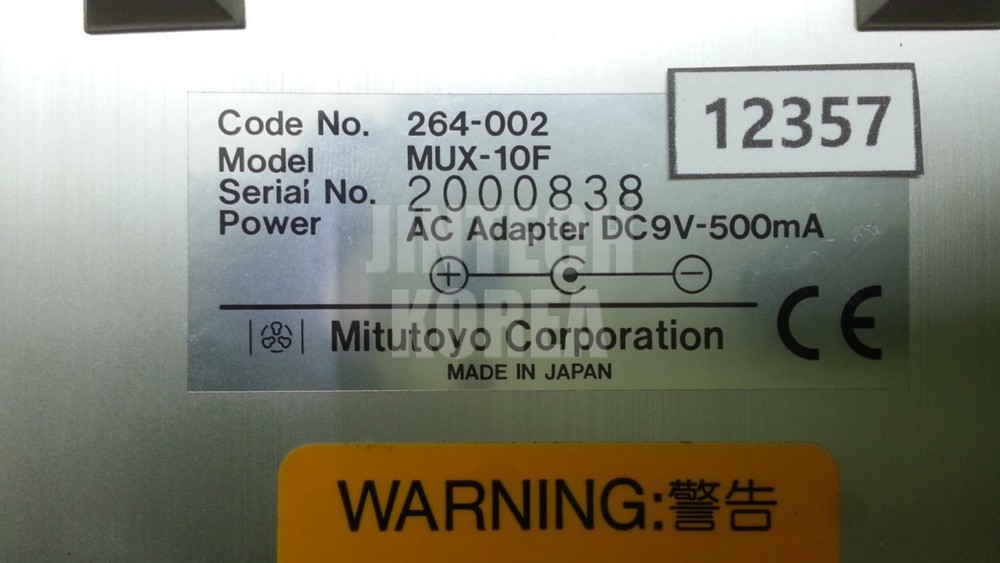 12357
Code No. 264-002
Model MUX-10F
Serial No. 2000838
Power AC Adapter DC9V-500mA
+ −
JINTECH
KOREA
Mitutoyo Corporation
CE
MADE IN JAPAN
WARNING:警告